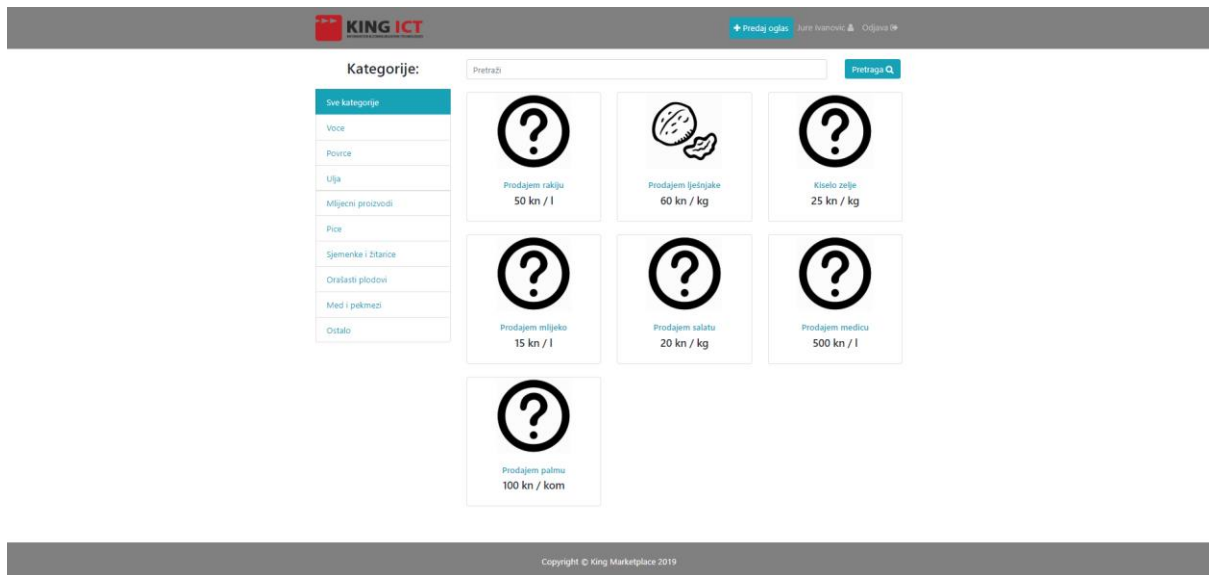 KING ICT
Predaj oglas
Jure Ivanović
Odjava
Kategorije:
Pretraži
Pretraga
Sve kategorije
Voce
Povrce
Ulja
Mlijecni proizvodi
Pice
Sjemenke i žitarice
Orašasti plodovi
Med i pekmezi
Ostalo
Prodajem rakiju
50 kn / l
Prodajem lješnjake
60 kn / kg
Kiselo zelje
25 kn / kg
Prodajem mlijeko
15 kn / l
Prodajem salatu
20 kn / kg
Prodajem medicu
500 kn / l
Prodajem palmu
100 kn / kom
Copyright © King Marketplace 2019